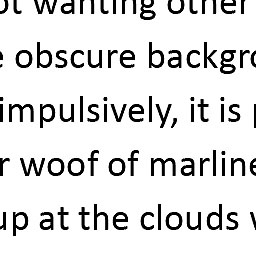 ot wanting other
obscure backgro
impulsively, it is
r woof of marline
up at the clouds